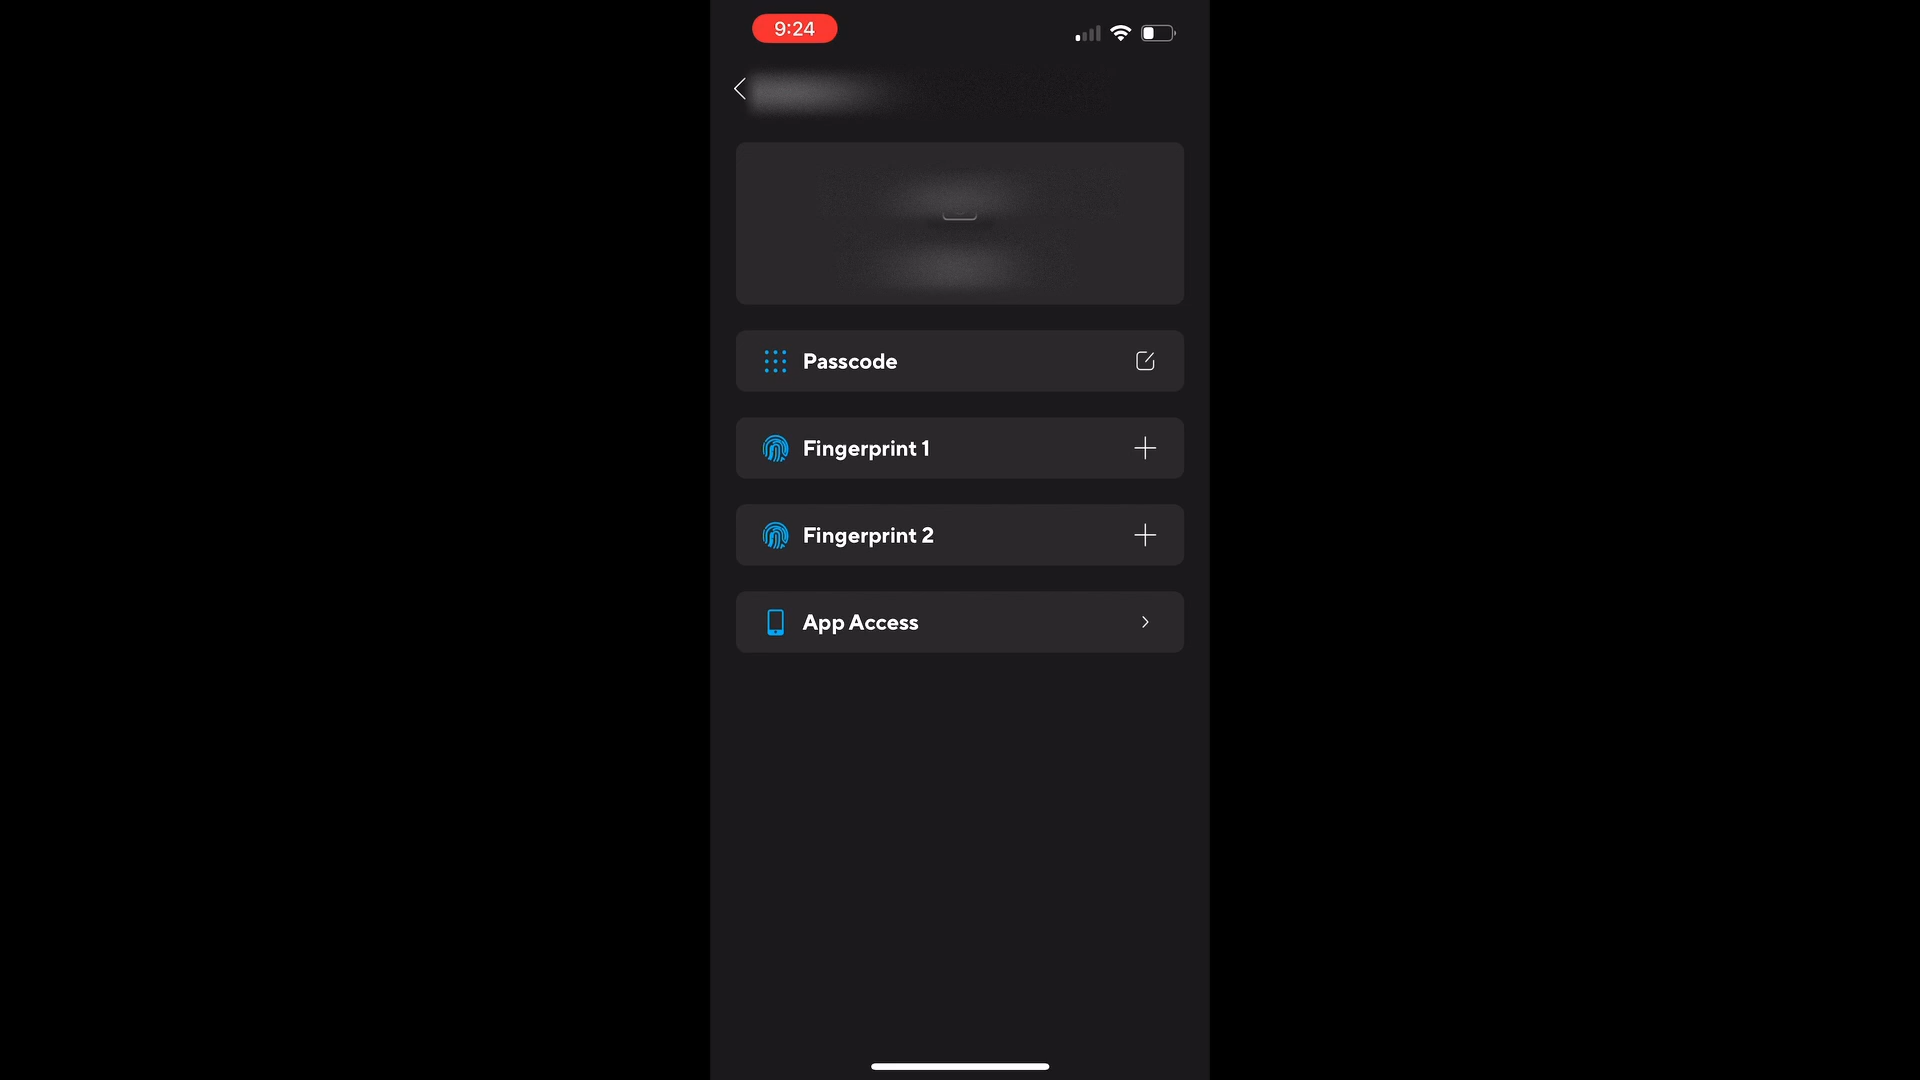 9:24
Passcode
Fingerprint 1
Fingerprint 2
App Access